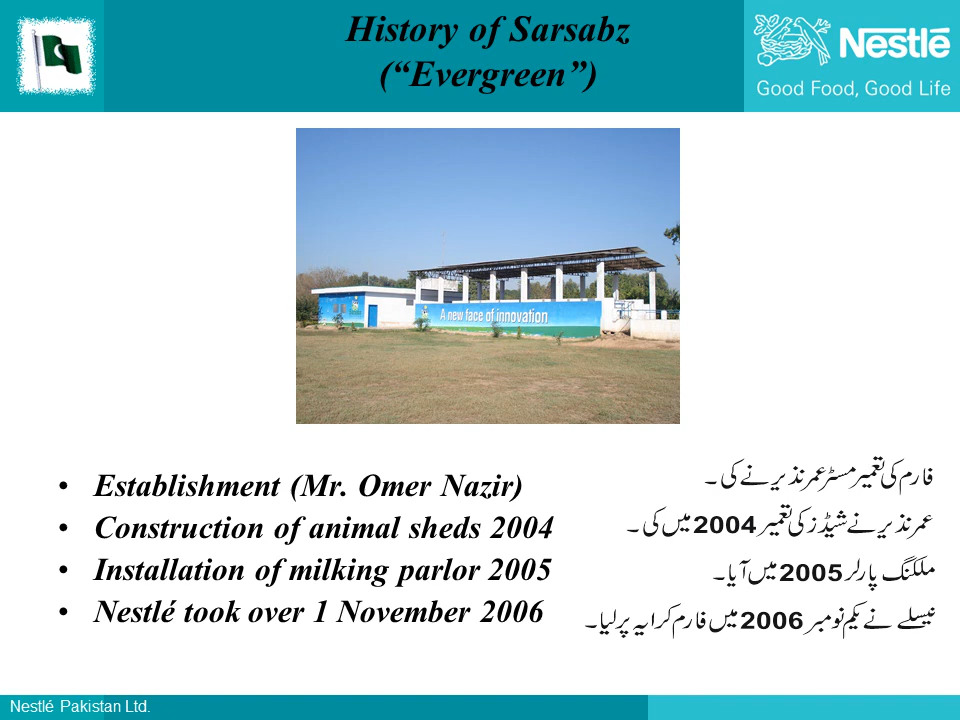 History of Sarsabz
(“Evergreen”)
Nestlé
Good Food, Good Life
A new face of innovation
• Establishment (Mr. Omer Nazir)
• Construction of animal sheds 2004
• Installation of milking parlor 2005
• Nestlé took over 1 November 2006
فارم کی تعمیر مسٹر عمر نذیر نے کی ۔
عمر نذیر نے شیڈز کی تعمیر 2004 میں کی ۔
ملکنگ پارلر 2005 میں آیا۔
نیسلے نے یکم نومبر 2006 میں فارم کرایہ پر لیا۔
Nestlé Pakistan Ltd.